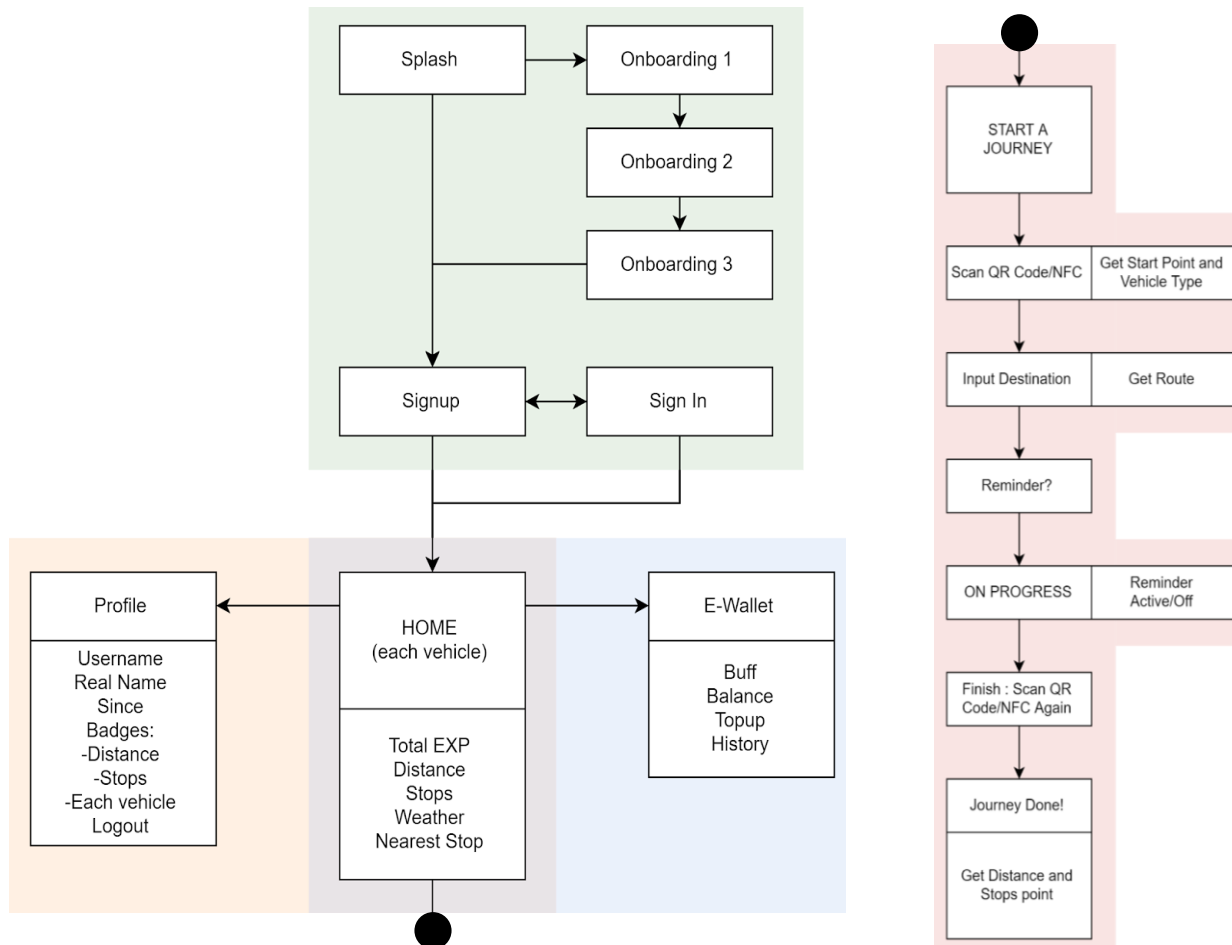 Splash
Onboarding 1
Onboarding 2
Onboarding 3
Signup
Sign In
Profile
Username
Real Name
Since
Badges:
-Distance
-Stops
-Each vehicle
Logout
HOME
(each vehicle)
Total EXP
Distance
Stops
Weather
Nearest Stop
E-Wallet
Buff
Balance
Topup
History
START A
JOURNEY
Scan QR Code/NFC
Get Start Point and
Vehicle Type
Input Destination
Get Route
Reminder?
ON PROGRESS
Reminder
Active/Off
Finish : Scan QR
Code/NFC Again
Journey Done!
Get Distance and
Stops point